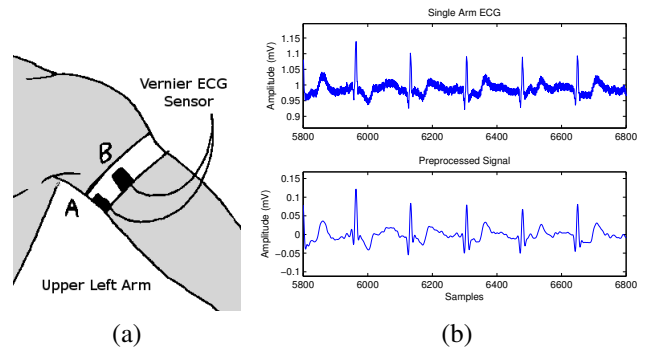 Vernier ECG
Sensor
B
A
Upper Left Arm
(a)
Single Arm ECG
Amplitude (mV)
1.15
1.1
1.05
1
0.95
0.9
5800 6000 6200 6400 6600 6800
Preprocessed Signal
Amplitude (mV)
0.15
0.1
0.05
0
−0.05
−0.1
5800 6000 6200 6400 6600 6800
Samples
(b)